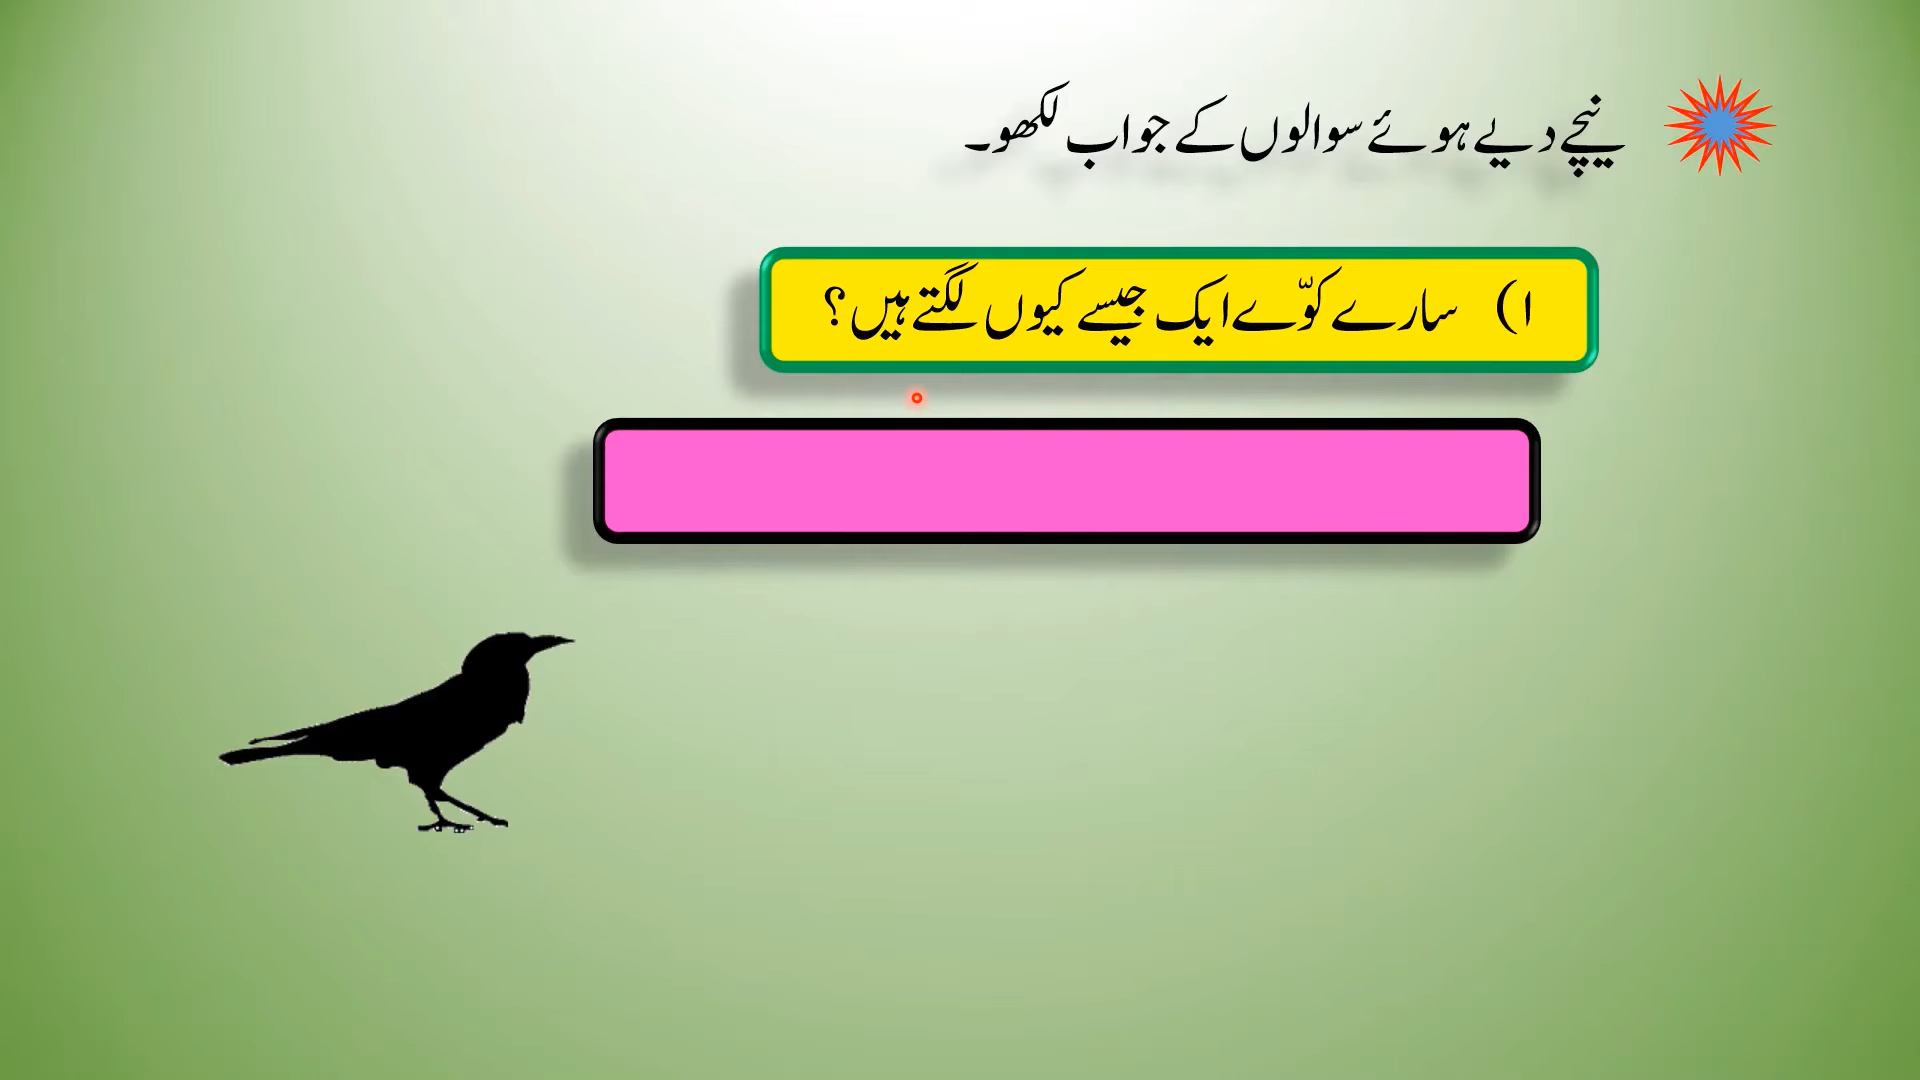 نیچے دیے ہوئے سوالوں کے جواب لکھو۔
۱) سارے کوّے ایک جیسے کیوں لگتے ہیں؟